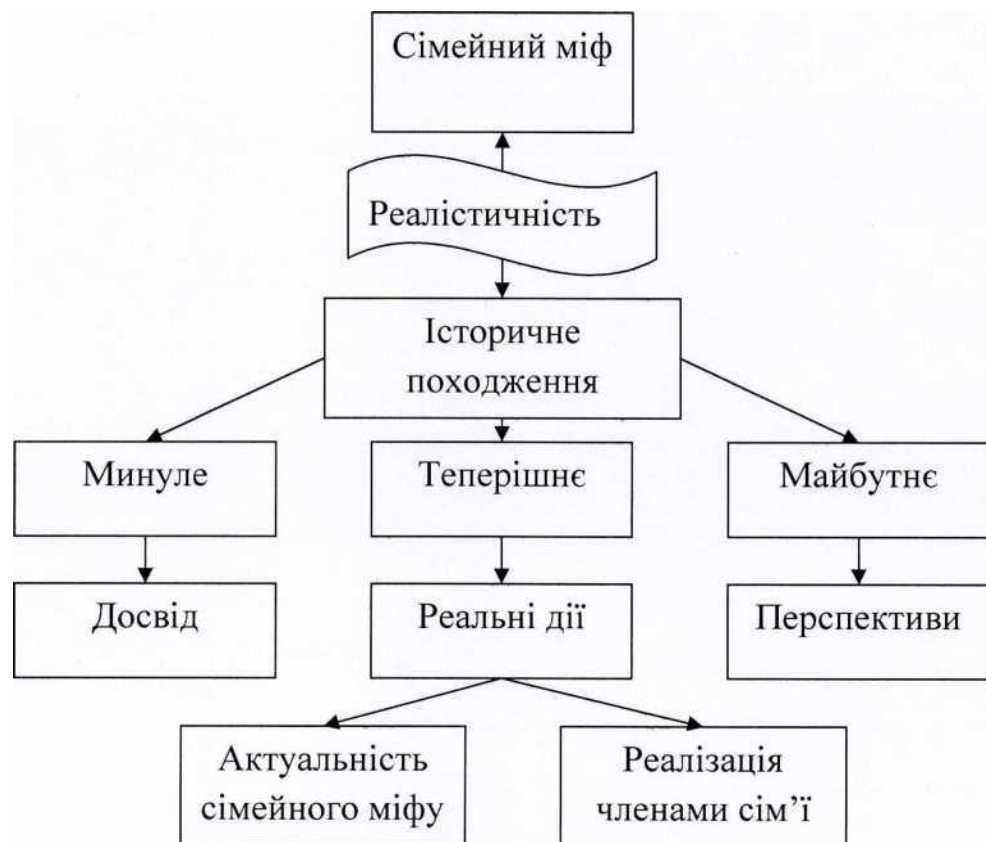 Сімейний міф
Реалістичність
Історичне
походження
Минуле
Теперішнє
Майбутнє
Досвід
Реальні дії
Перспективи
Актуальність
сімейного міфу
Реалізація
членами сім’ї